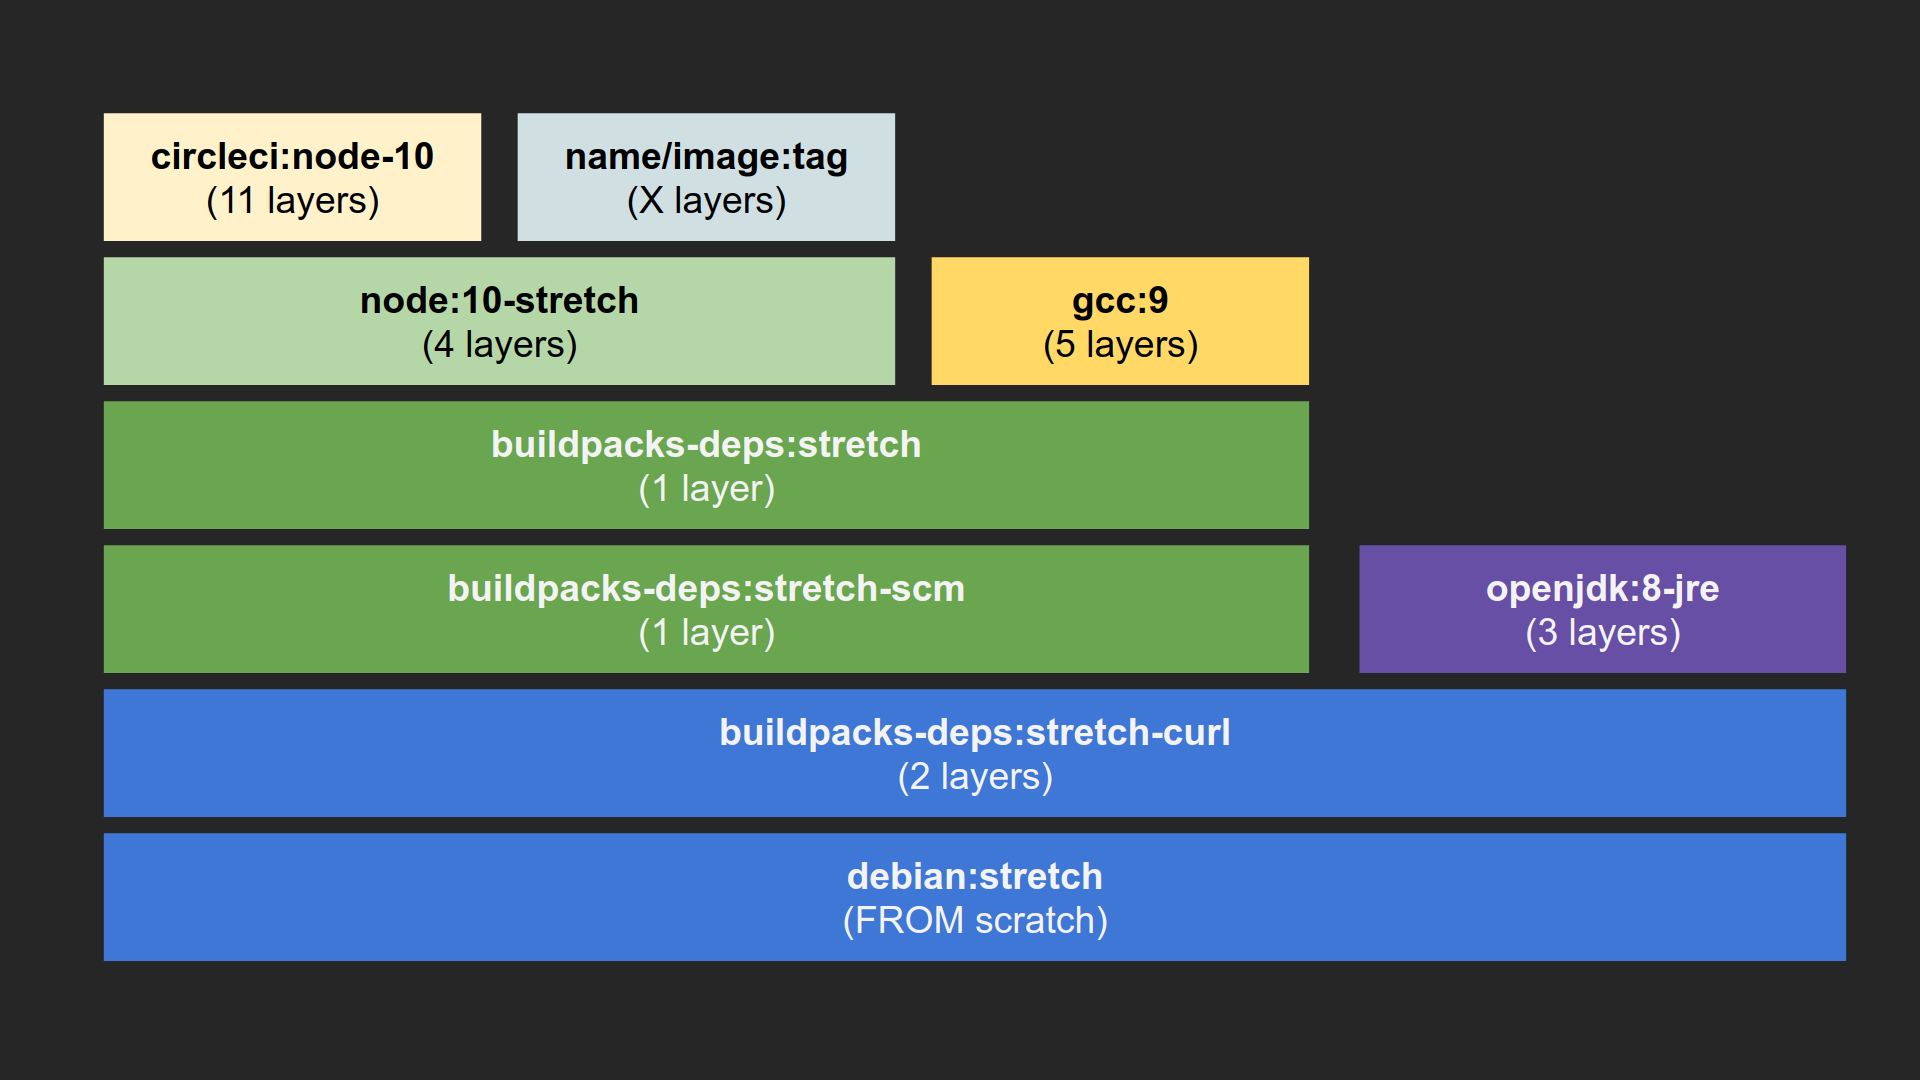 circleci:node-10
(11 layers)
name/image:tag
(X layers)
node:10-stretch
(4 layers)
gcc:9
(5 layers)
buildpacks-deps:stretch
(1 layer)
buildpacks-deps:stretch-scm
(1 layer)
openjdk:8-jre
(3 layers)
buildpacks-deps:stretch-curl
(2 layers)
debian:stretch
(FROM scratch)